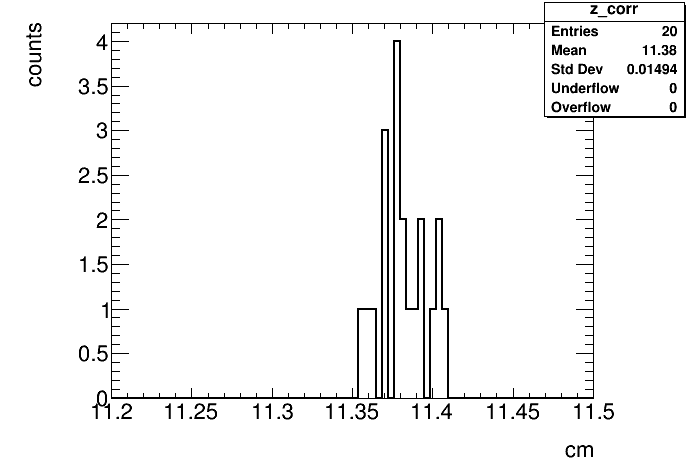 z_corr
Entries 20
Mean 11.38
Std Dev 0.01494
Underflow 0
Overflow 0
counts
4
3.5
3
2.5
2
1.5
1
0.5
0
11.2 11.25 11.3 11.35 11.4 11.45 11.5
cm